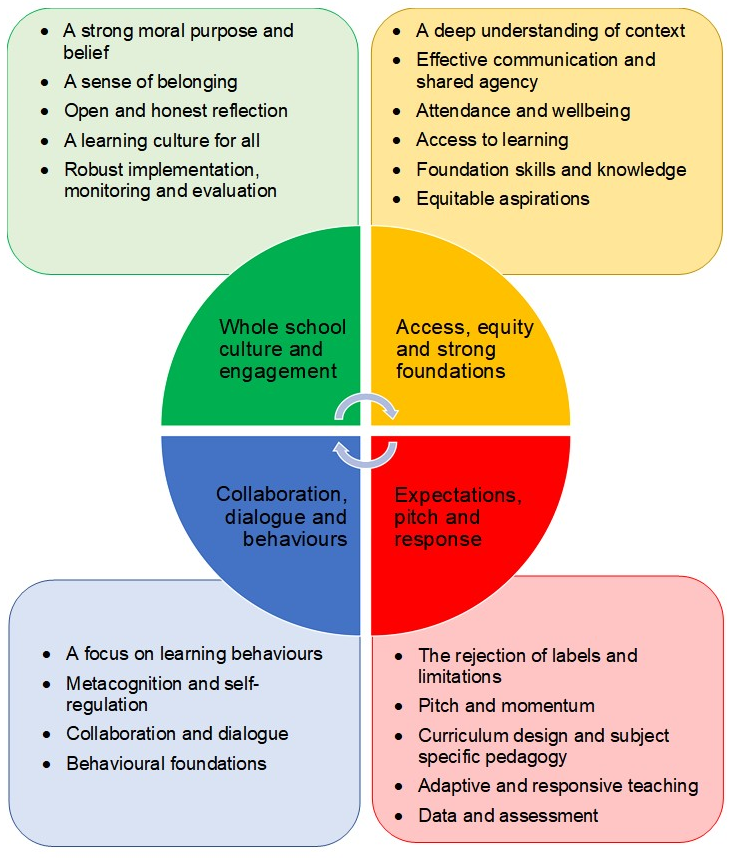 • A strong moral purpose and
belief
• A sense of belonging
• Open and honest reflection
• A learning culture for all
• Robust implementation,
monitoring and evaluation
• A deep understanding of context
• Effective communication and
shared agency
• Attendance and wellbeing
• Access to learning
• Foundation skills and knowledge
• Equitable aspirations
Whole school
culture and
engagement
Access, equity
and strong
foundations
Collaboration,
dialogue and
behaviours
Expectations,
pitch and
response
• A focus on learning behaviours
• Metacognition and self-
regulation
• Collaboration and dialogue
• Behavioural foundations
• The rejection of labels and
limitations
• Pitch and momentum
• Curriculum design and subject
specific pedagogy
• Adaptive and responsive teaching
• Data and assessment